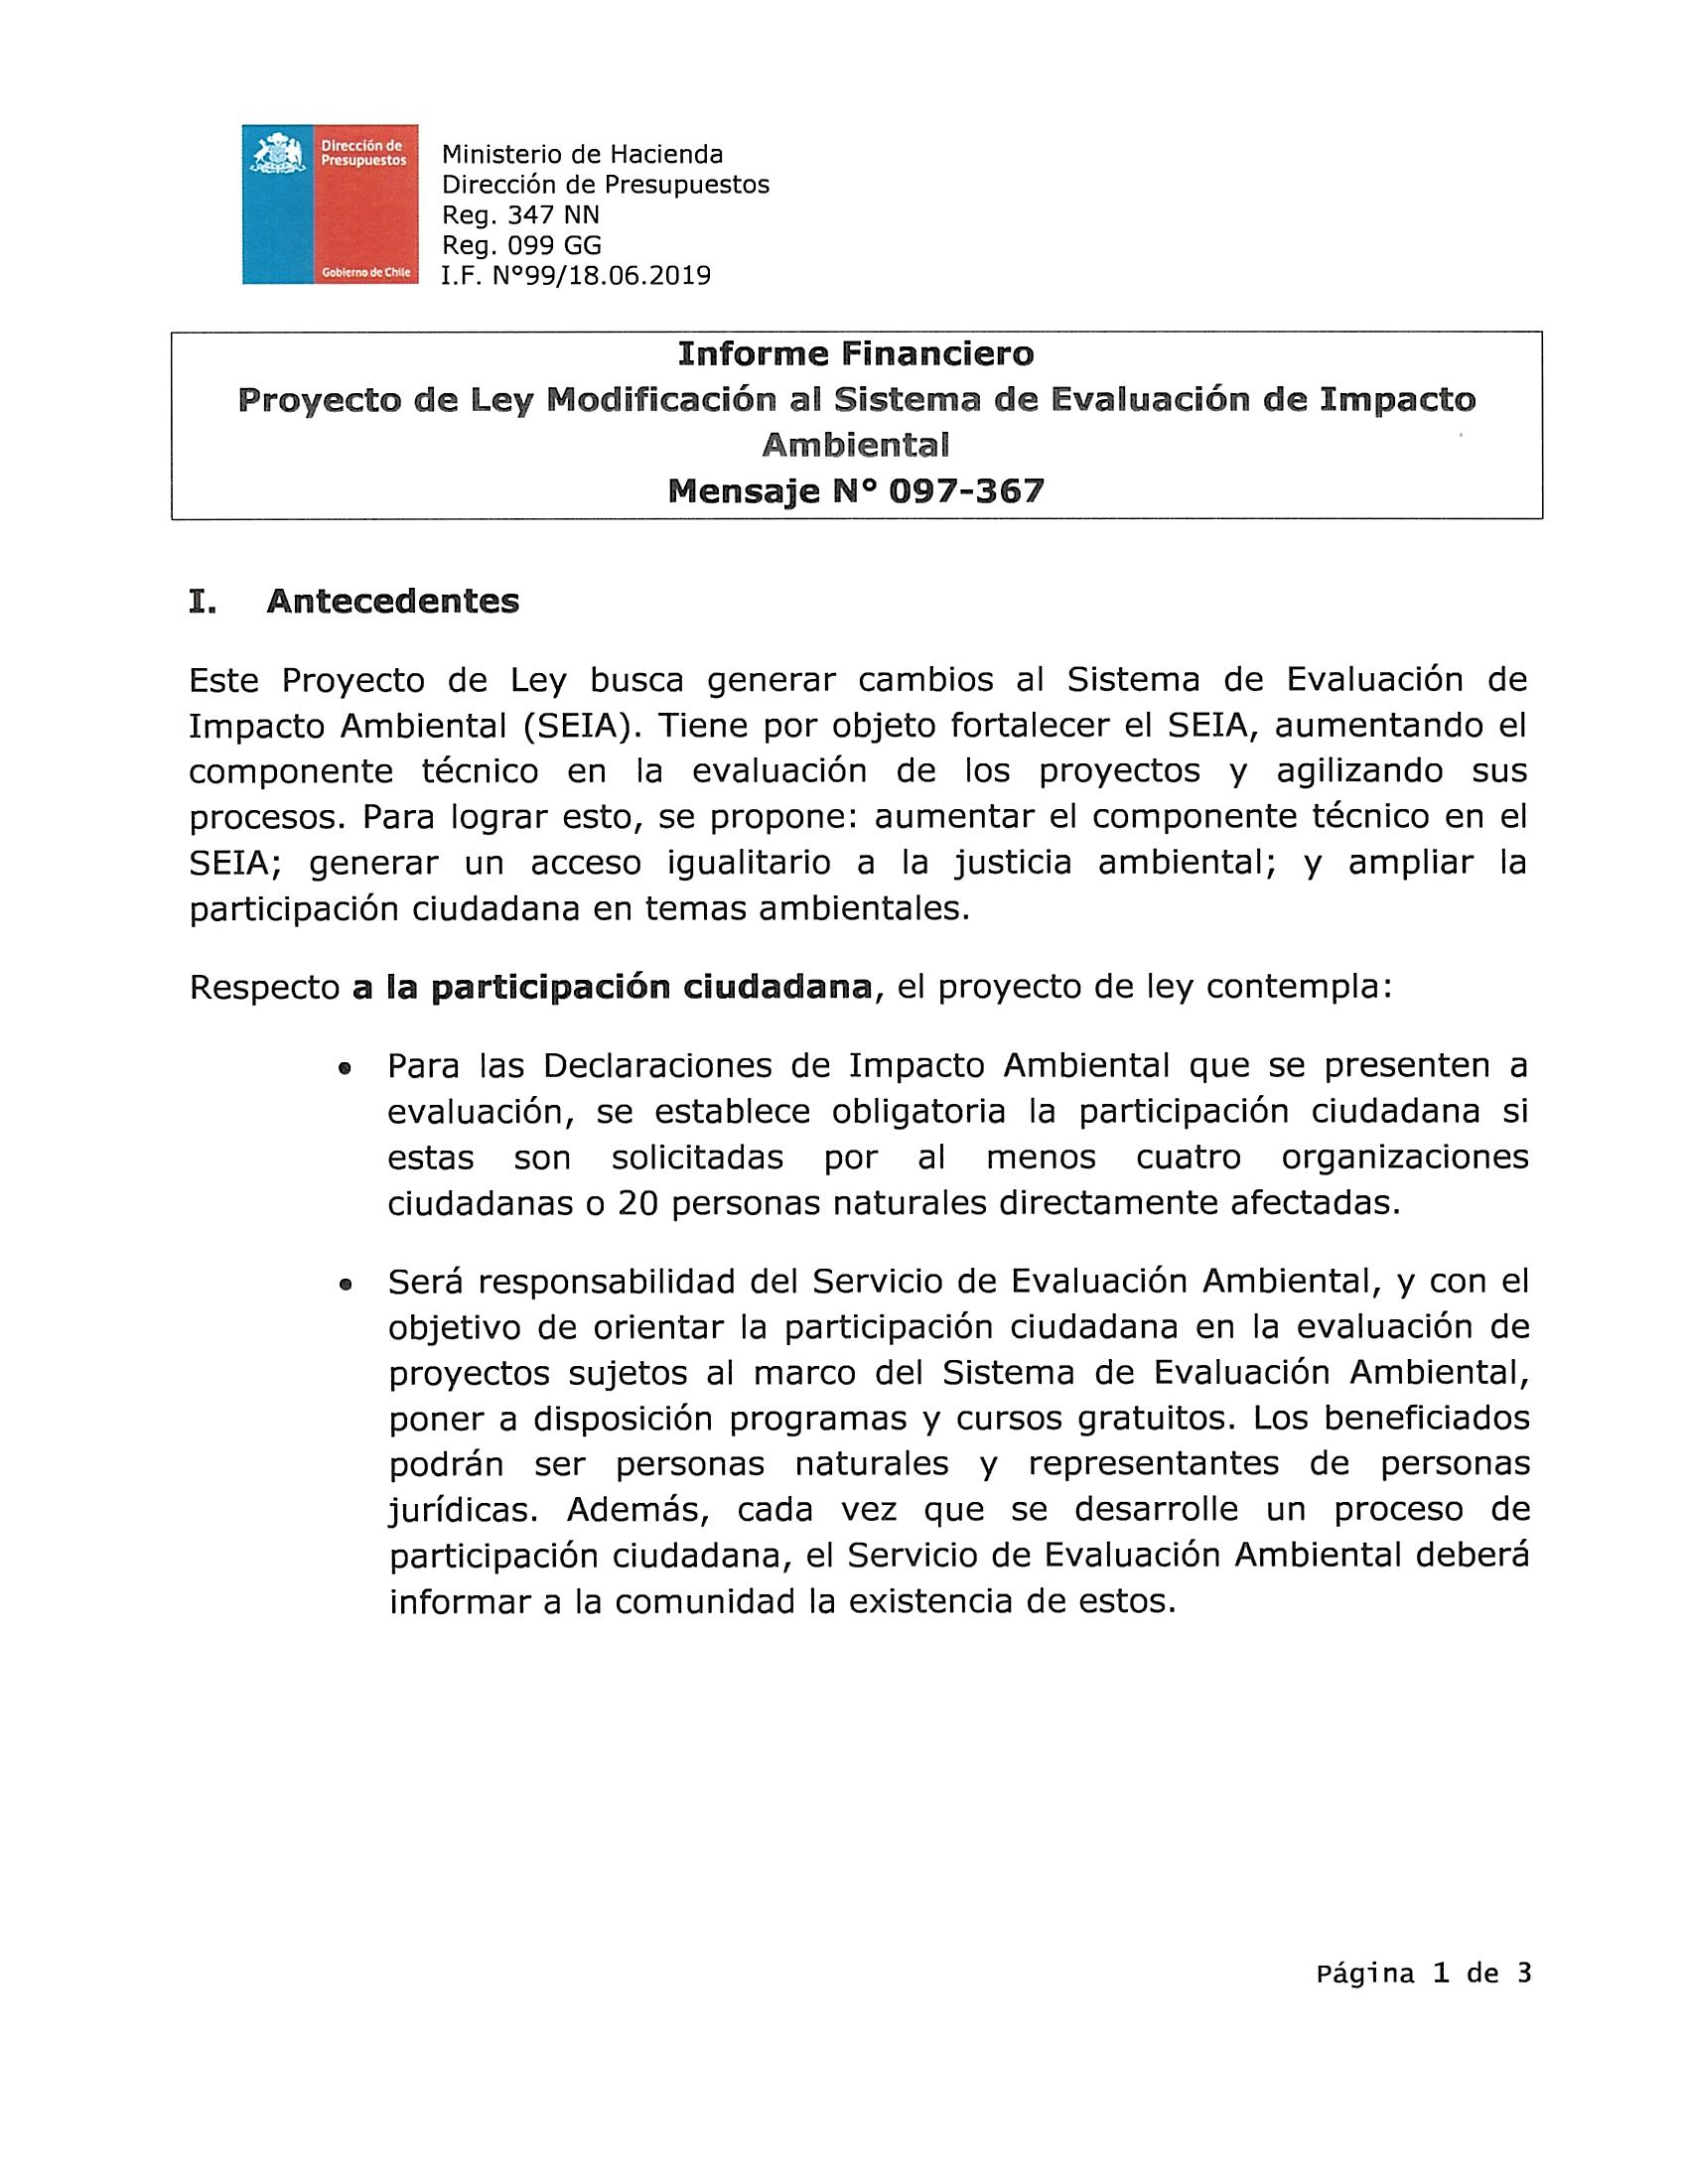 Dirección de
Presupuestos
Gobierno de Chile
Ministerio de Hacienda
Dirección de Presupuestos
Reg. 347 NN
Reg. 099 GG
I.F. N°99/18.06.2019
Informe Financiero
Proyecto de Ley Modificación al Sistema de Evaluación de Impacto
Ambiental
Mensaje N° 097-367
I. Antecedentes
Este Proyecto de Ley busca generar cambios al Sistema de Evaluación de
Impacto Ambiental (SEIA). Tiene por objeto fortalecer el SEIA, aumentando el
componente técnico en la evaluación de los proyectos y agilizando sus
procesos. Para lograr esto, se propone: aumentar el componente técnico en el
SEIA; generar un acceso igualitario a la justicia ambiental; y ampliar la
participación ciudadana en temas ambientales.
Respecto a la participación ciudadana, el proyecto de ley contempla:
• Para las Declaraciones de Impacto Ambiental que se presenten a
evaluación, se establece obligatoria la participación ciudadana si
estas son solicitadas por al menos cuatro organizaciones
ciudadanas o 20 personas naturales directamente afectadas.
• Será responsabilidad del Servicio de Evaluación Ambiental, y con el
objetivo de orientar la participación ciudadana en la evaluación de
proyectos sujetos al marco del Sistema de Evaluación Ambiental,
poner a disposición programas y cursos gratuitos. Los beneficiados
podrán ser personas naturales y representantes de personas
jurídicas. Además, cada vez que se desarrolle un proceso de
participación ciudadana, el Servicio de Evaluación Ambiental deberá
informar a la comunidad la existencia de estos.
Página 1 de 3